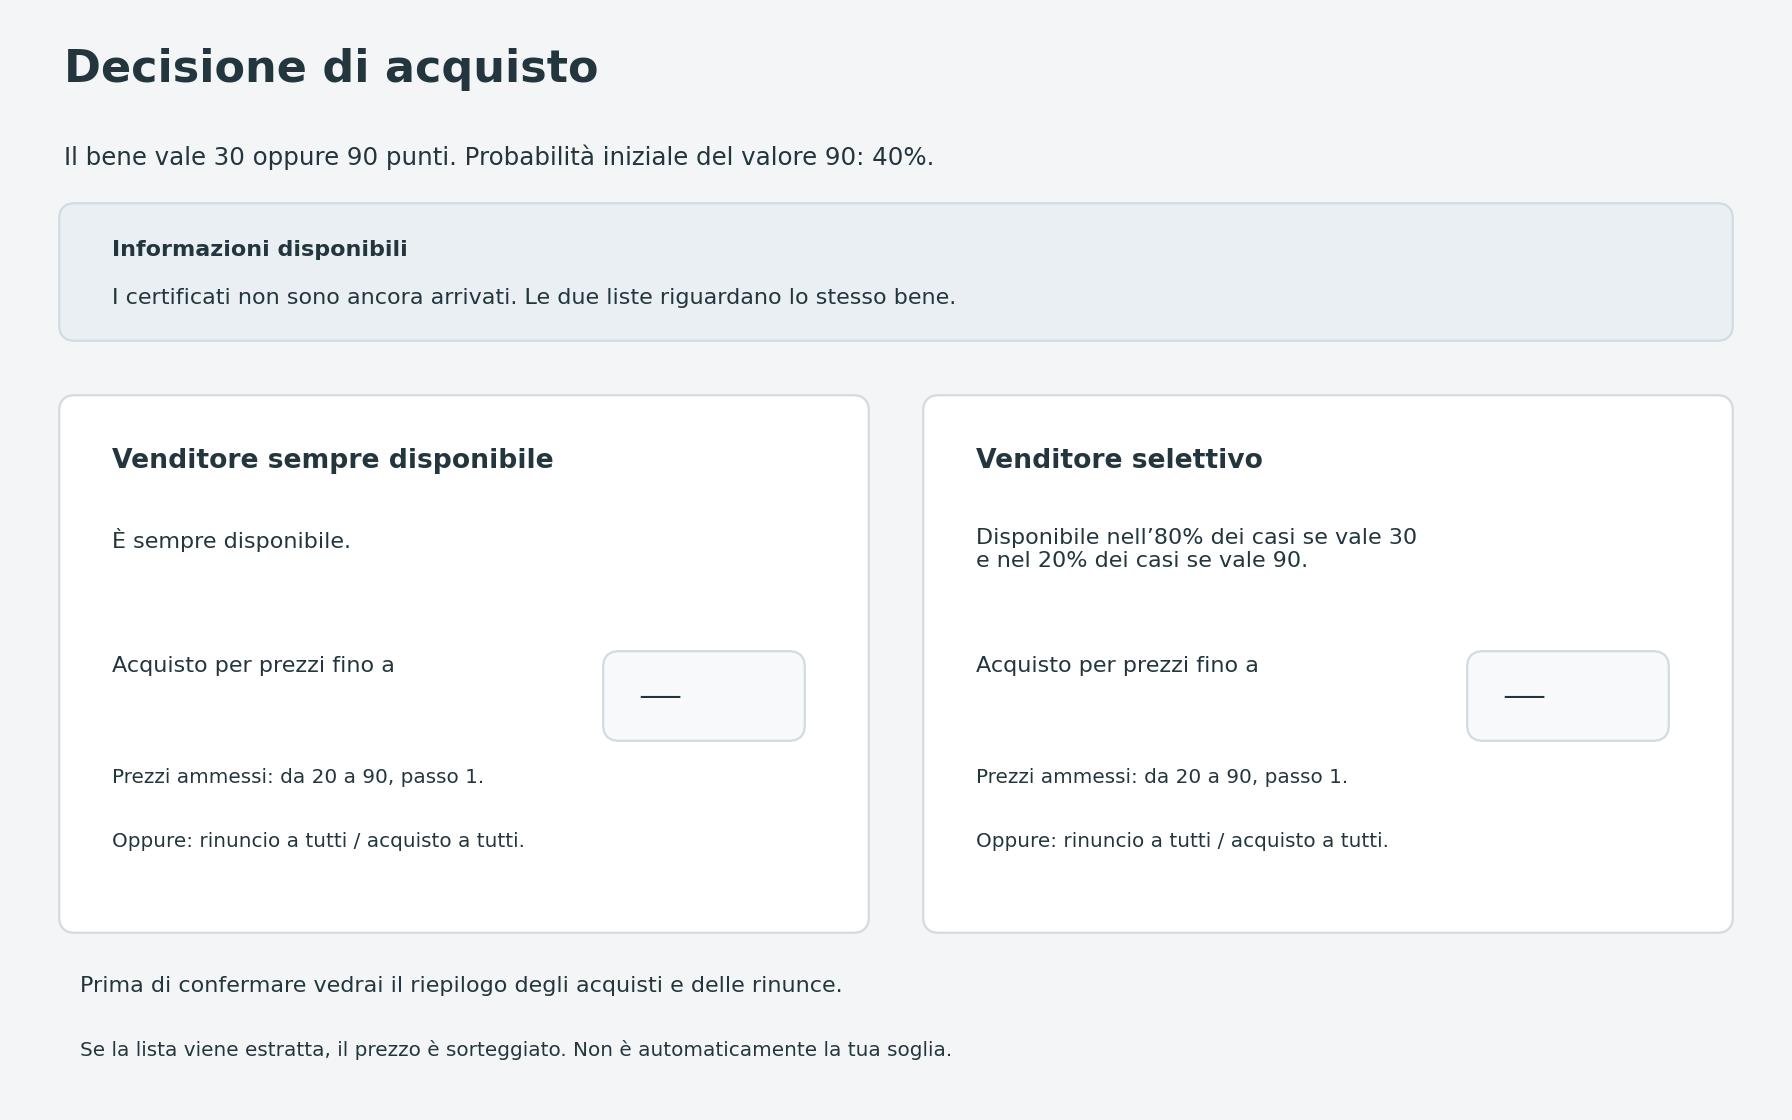 Decisione di acquisto
Il bene vale 30 oppure 90 punti. Probabilità iniziale del valore 90: 40%.
Informazioni disponibili
I certificati non sono ancora arrivati. Le due liste riguardano lo stesso bene.
Venditore sempre disponibile
È sempre disponibile.
Acquisto per prezzi fino a
Prezzi ammessi: da 20 a 90, passo 1.
Oppure: rinuncio a tutti / acquisto a tutti.
Venditore selettivo
Disponibile nell’80% dei casi se vale 30
e nel 20% dei casi se vale 90.
Acquisto per prezzi fino a
Prezzi ammessi: da 20 a 90, passo 1.
Oppure: rinuncio a tutti / acquisto a tutti.
Prima di confermare vedrai il riepilogo degli acquisti e delle rinunce.
Se la lista viene estratta, il prezzo è sorteggiato. Non è automaticamente la tua soglia.